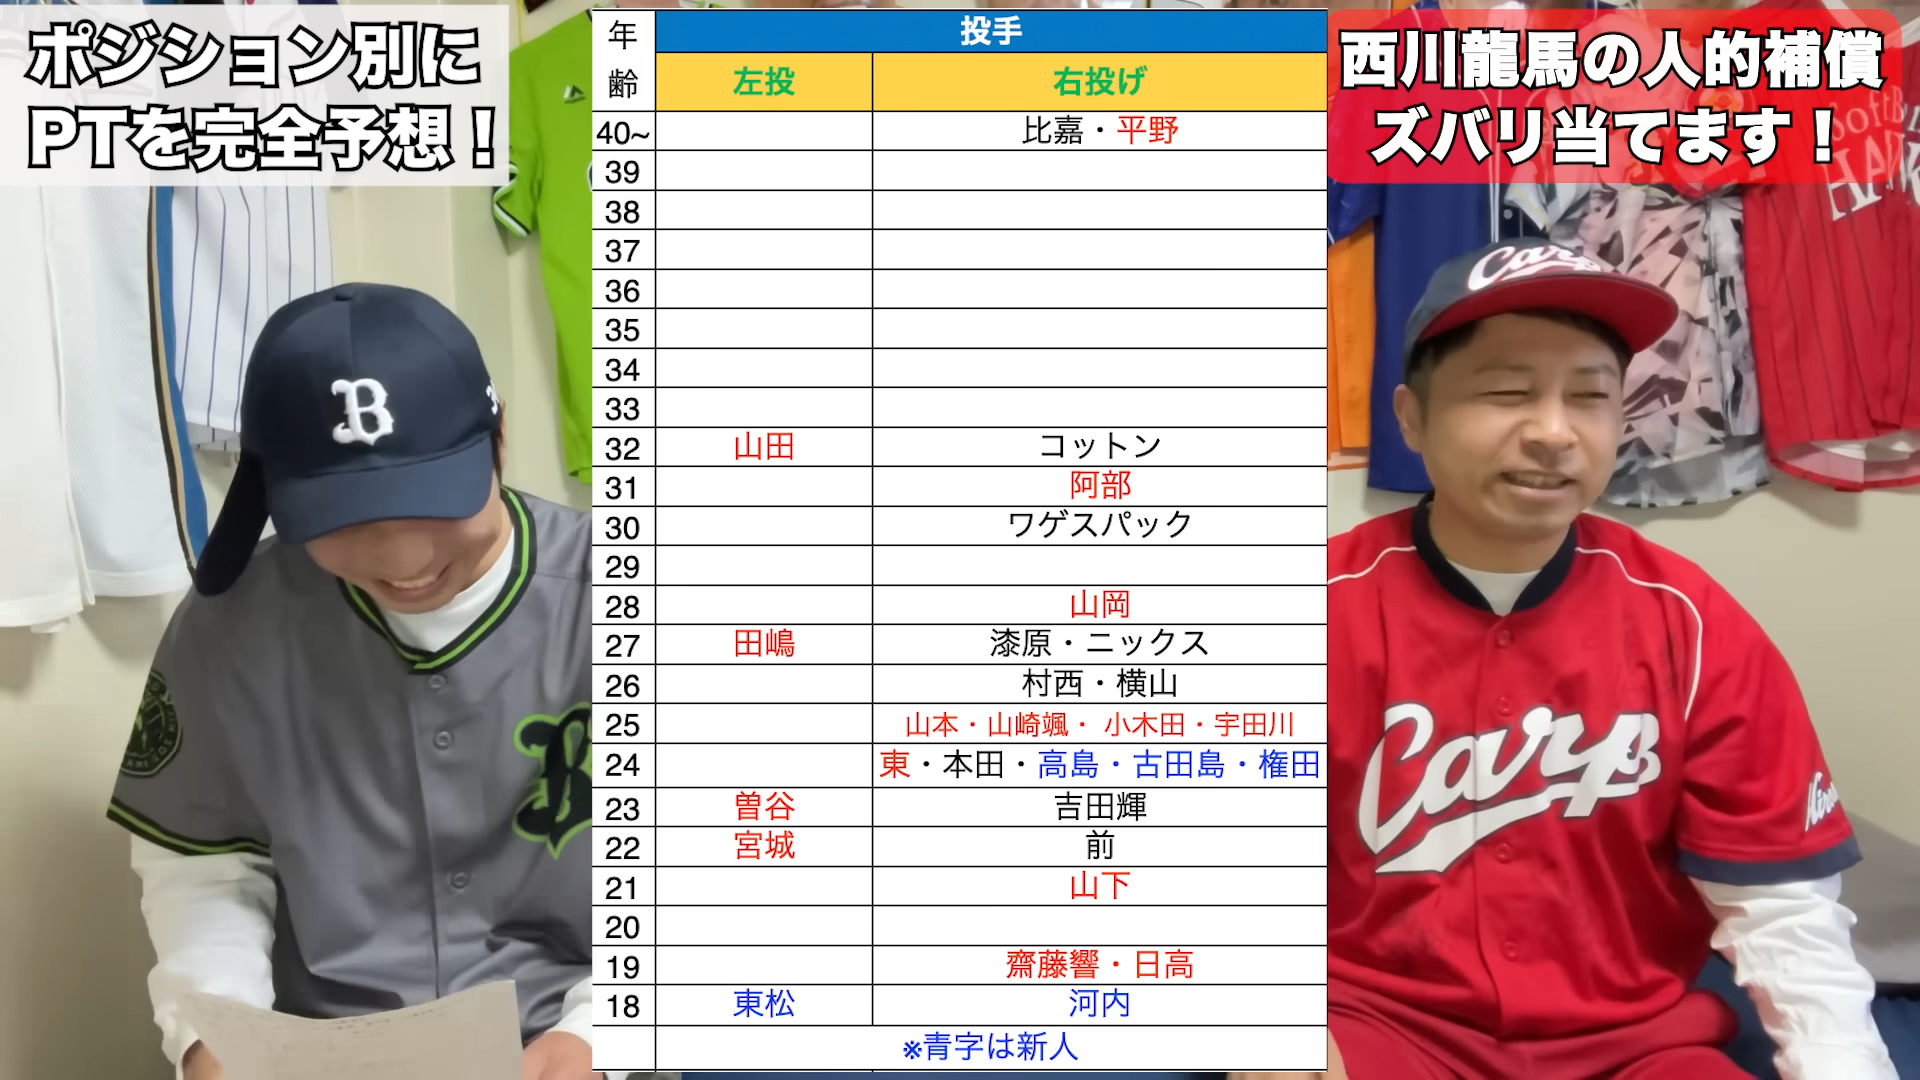 ポジション別に
PTを完全予想！
西川龍馬の人的補償
ズバリ当てます！
年齢
投手
左投
右投げ
40~ 比嘉・平野
39
38
37
36
35
34
33
32 山田 コットン
31 阿部
30 ワゲスパック
29
28 山岡
27 田嶋 漆原・ニックス
26 村西・横山
25 山本・山崎颯・ 小木田・宇田川
24 東・本田・高島・古田島・権田
23 曽谷 吉田輝
22 宮城 前
21 山下
20
19 齋藤響・日高
18 東松 河内
※青字は新人
B
Carp
Carp
SoftB
HAWK
B